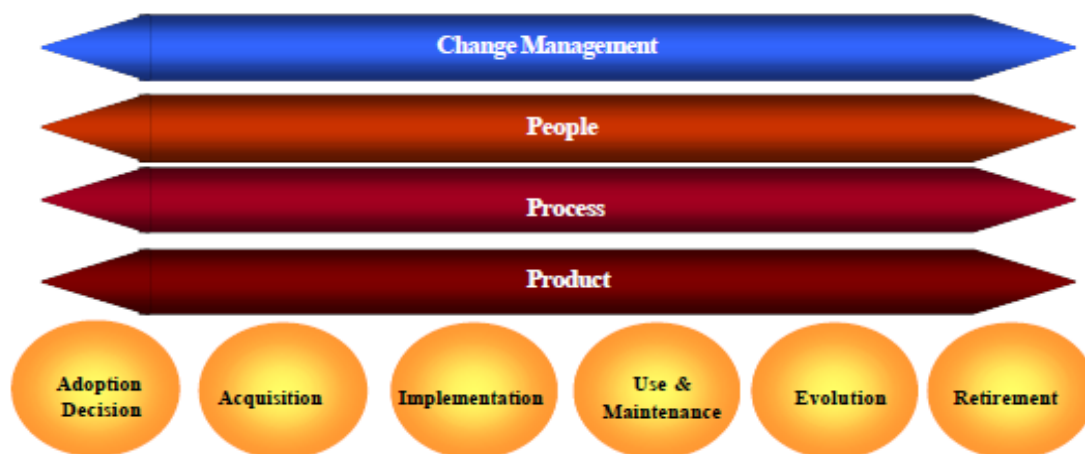 Change Management
People
Process
Product
Adoption
Decision
Acquisition
Implementation
Use &
Maintenance
Evolution
Retirement